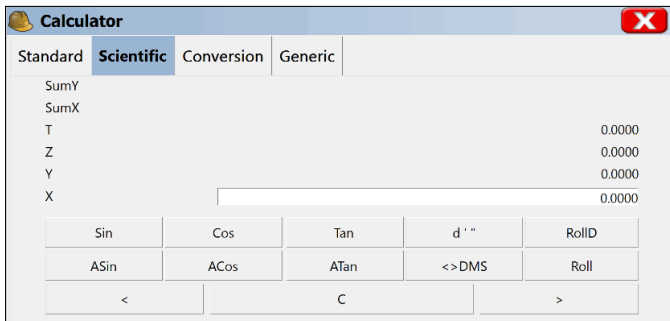 Calculator
Standard Scientific Conversion Generic
SumY
SumX
T 0.0000
Z 0.0000
Y 0.0000
X 0.0000
Sin Cos Tan d ' " RollD
ASin ACos ATan <>DMS Roll
< C >